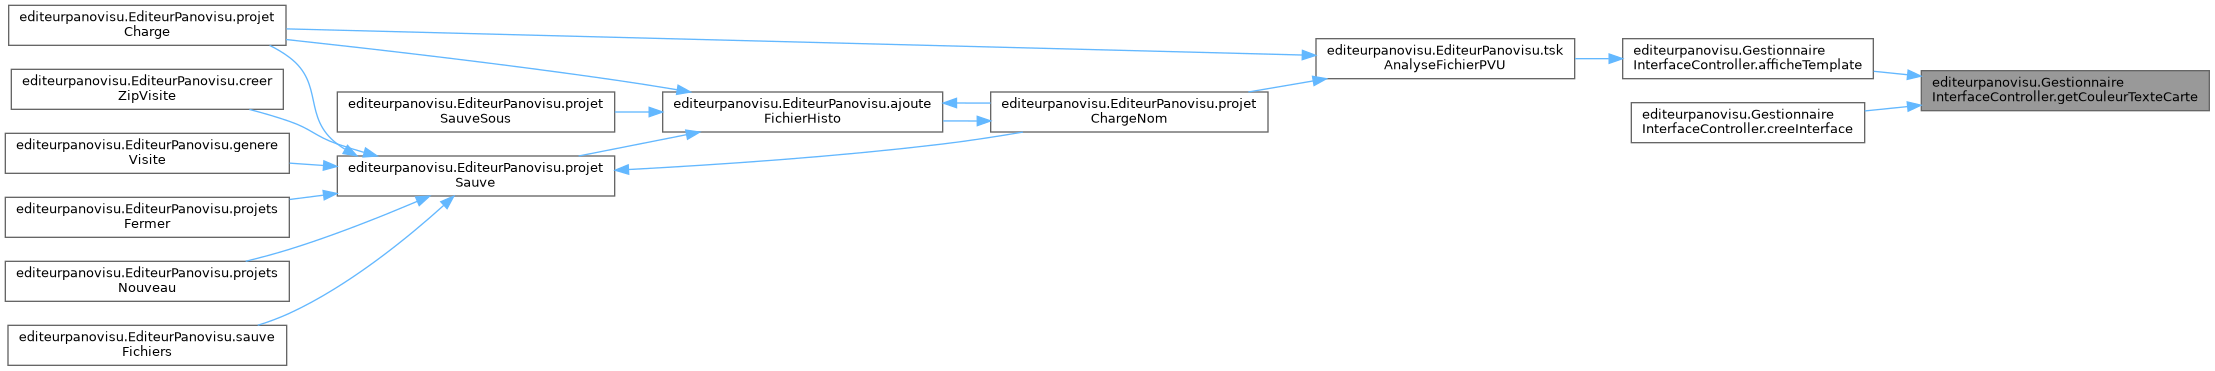 editeurpanovisu.EditeurPanovisu.projet
Charge
editeurpanovisu.EditeurPanovisu.creer
ZipVisite
editeurpanovisu.EditeurPanovisu.genere
Visite
editeurpanovisu.EditeurPanovisu.projets
Fermer
editeurpanovisu.EditeurPanovisu.projets
Nouveau
editeurpanovisu.EditeurPanovisu.sauve
Fichiers
editeurpanovisu.EditeurPanovisu.projet
SauveSous
editeurpanovisu.EditeurPanovisu.projet
Sauve
editeurpanovisu.EditeurPanovisu.ajoute
FichierHisto
editeurpanovisu.EditeurPanovisu.projet
ChargeNom
editeurpanovisu.EditeurPanovisu.tsk
AnalyseFichierPVU
editeurpanovisu.Gestionnaire
InterfaceController.afficheTemplate
editeurpanovisu.Gestionnaire
InterfaceController.creeInterface
editeurpanovisu.Gestionnaire
InterfaceController.getCouleurTexteCarte